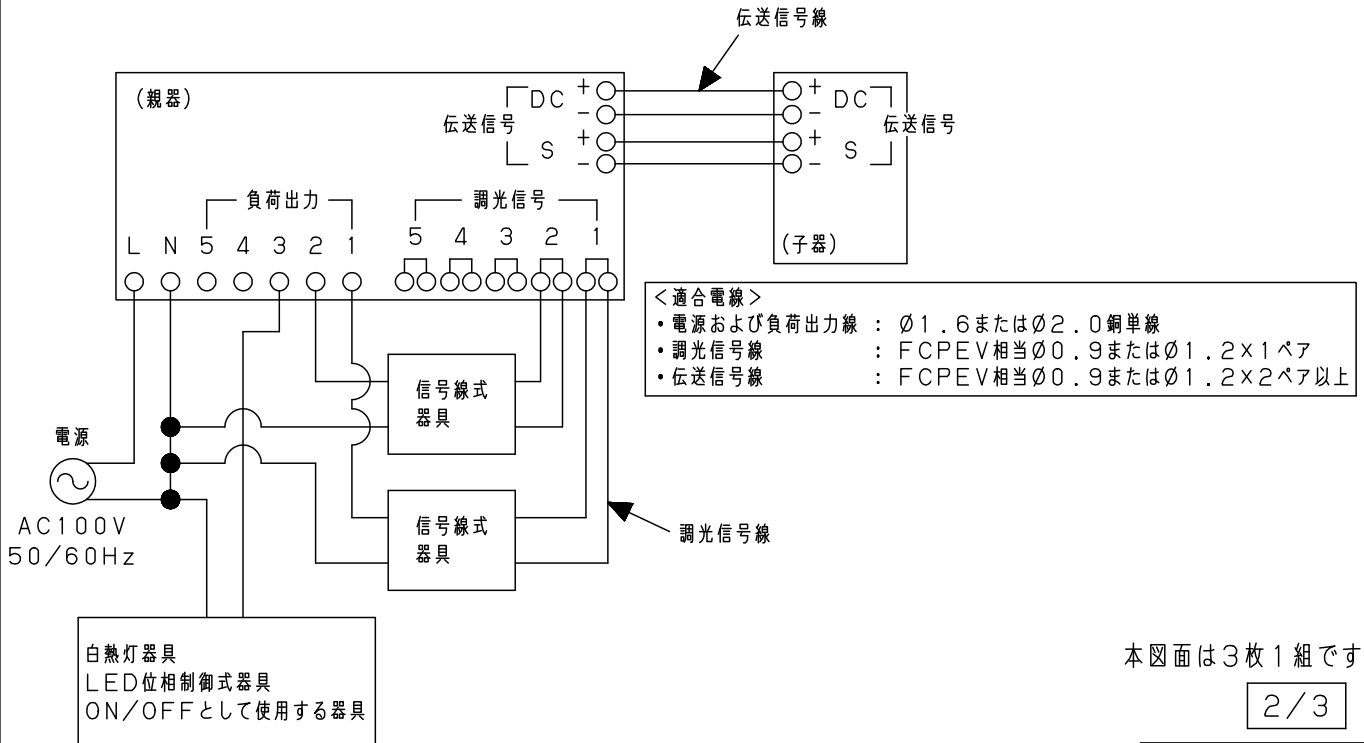 伝送信号線
(親器)
伝送信号
DC
+
-
S
+
-
+
-
DC
+
-
S
伝送信号
(子器)
負荷出力
調光信号
L N 5 4 3 2 1
5 4 3 2 1
<適合電線>
・電源および負荷出力線 : Ø1.6またはØ2.0銅単線
・調光信号線 : FCPEV相当Ø0.9またはØ1.2×1ペア
・伝送信号線 : FCPEV相当Ø0.9またはØ1.2×2ペア以上
信号線式
器具
電源
AC100V
50/60Hz
信号線式
器具
調光信号線
白熱灯器具
LED位相制御式器具
ON/OFFとして使用する器具
本図面は3枚1組です
2/3